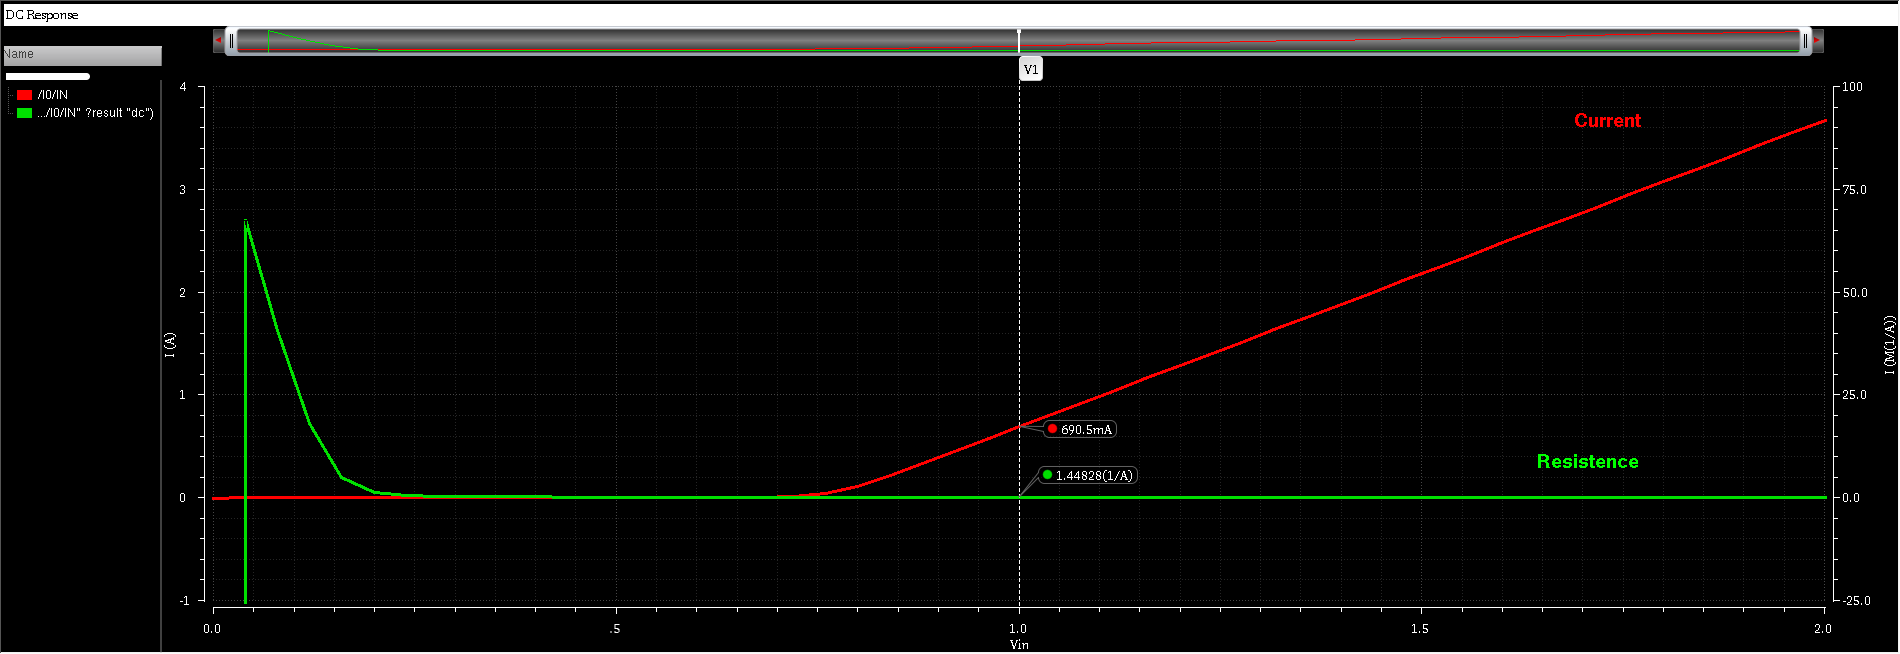 DC Response
Name
/I0/IN
.../I0/IN" ?result "dc")
V1
4
3
2
1
0
-1
I (A)
100
75.0
50.0
25.0
0.0
-25.0
I (M(1/A))
Current
690.5mA
1.44828(1/A)
Resistence
0.0
.5
1.0
1.5
2.0
Vin